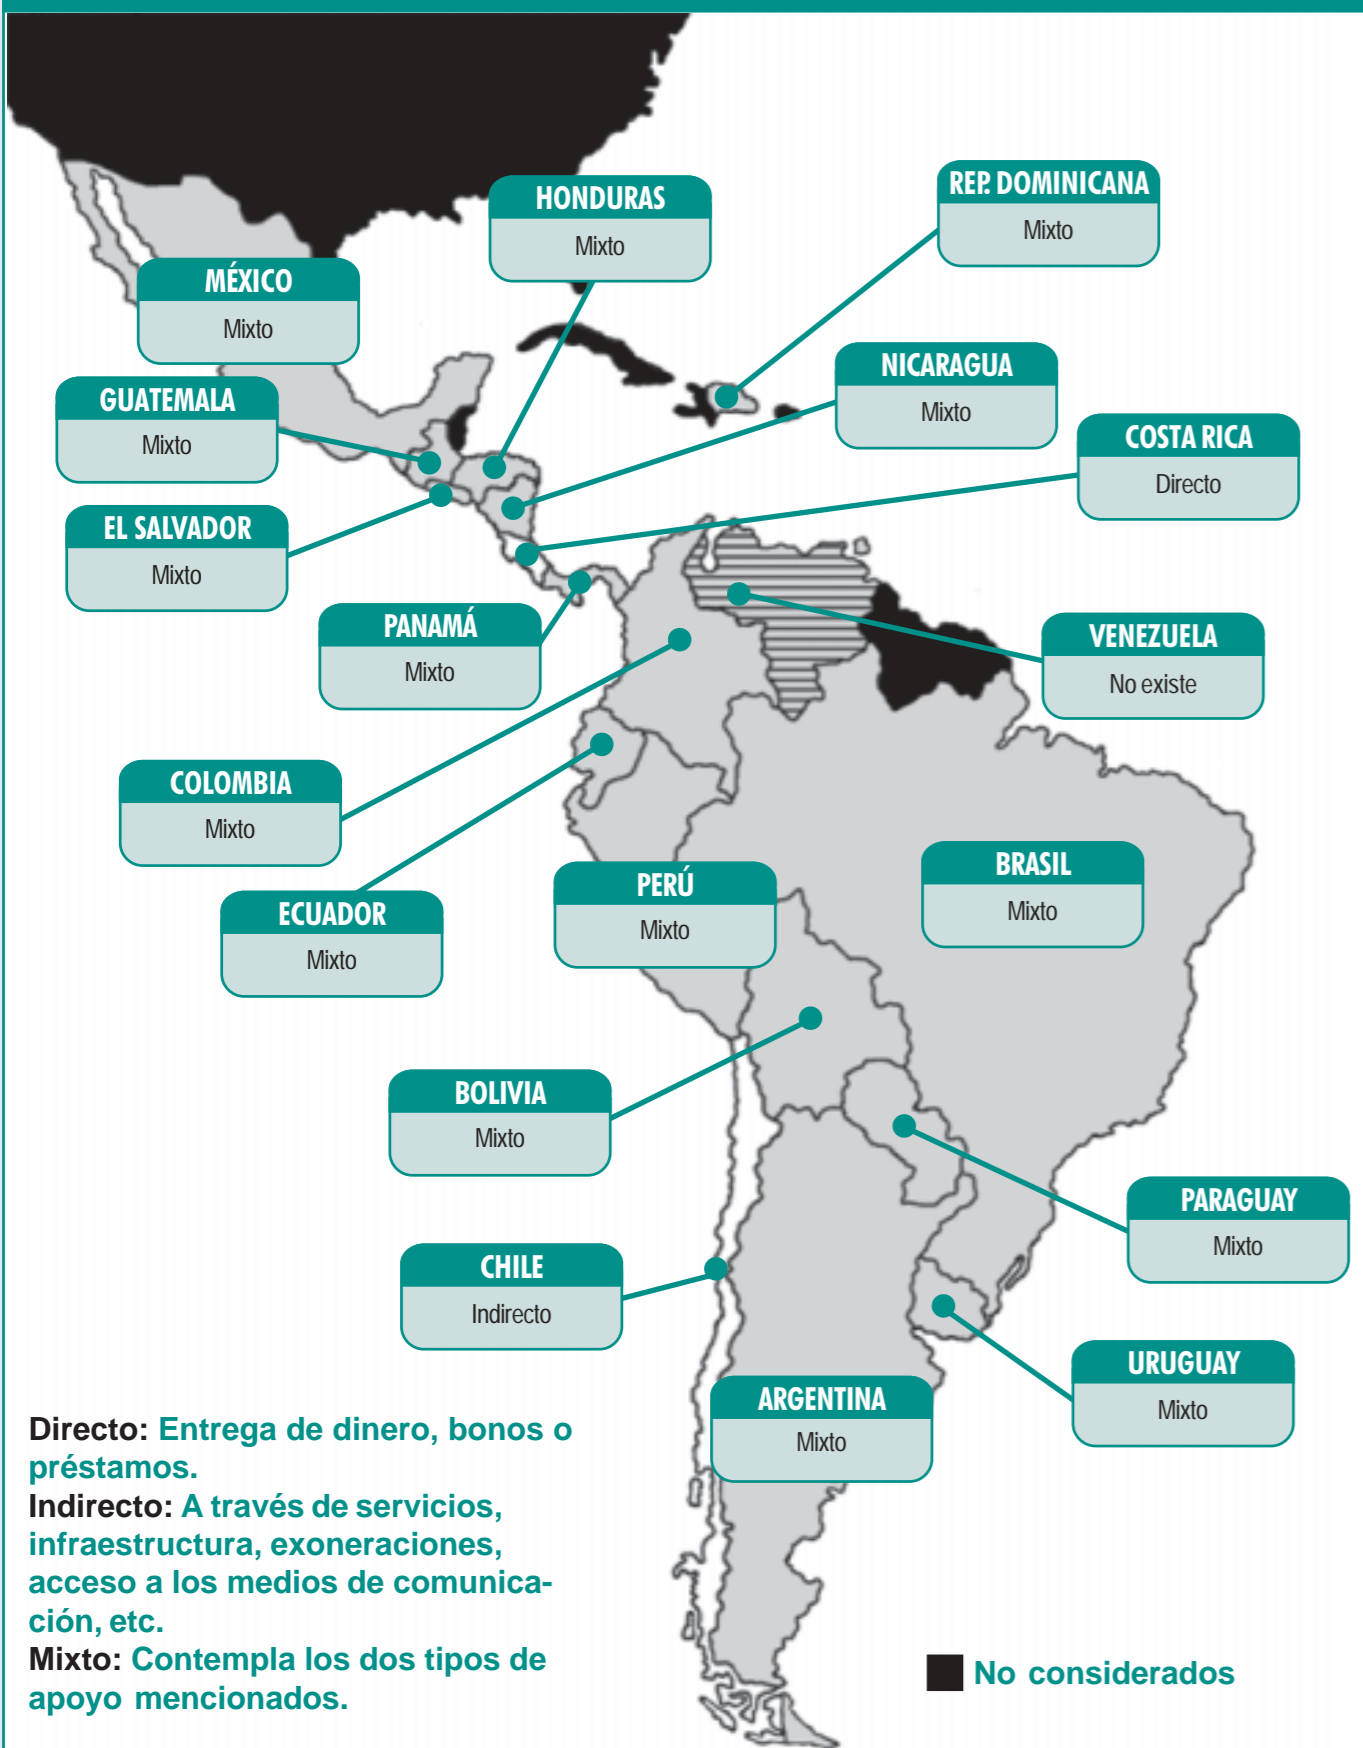 HONDURAS
Mixto
REP. DOMINICANA
Mixto
MÉXICO
Mixto
NICARAGUA
Mixto
GUATEMALA
Mixto
COSTA RICA
Directo
EL SALVADOR
Mixto
PANAMÁ
Mixto
VENEZUELA
No existe
COLOMBIA
Mixto
ECUADOR
Mixto
PERÚ
Mixto
BRASIL
Mixto
BOLIVIA
Mixto
PARAGUAY
Mixto
CHILE
Indirecto
URUGUAY
Mixto
ARGENTINA
Mixto
Directo: Entrega de dinero, bonos o
préstamos.
Indirecto: A través de servicios,
infraestructura, exoneraciones,
acceso a los medios de comunica-
ción, etc.
Mixto: Contempla los dos tipos de
apoyo mencionados.
No considerados